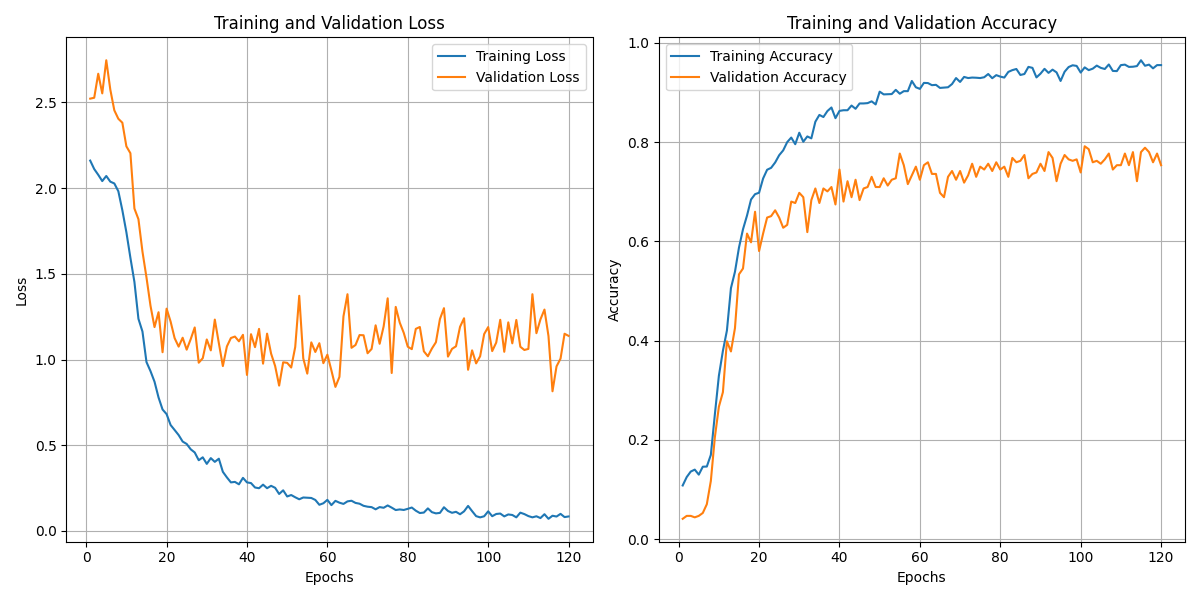 Training and Validation Loss
Training Loss
Validation Loss
2.5
2.0
1.5
1.0
0.5
0.0
Loss
0 20 40 60 80 100 120
Epochs
Training and Validation Accuracy
Training Accuracy
Validation Accuracy
1.0
0.8
0.6
0.4
0.2
0.0
Accuracy
0 20 40 60 80 100 120
Epochs